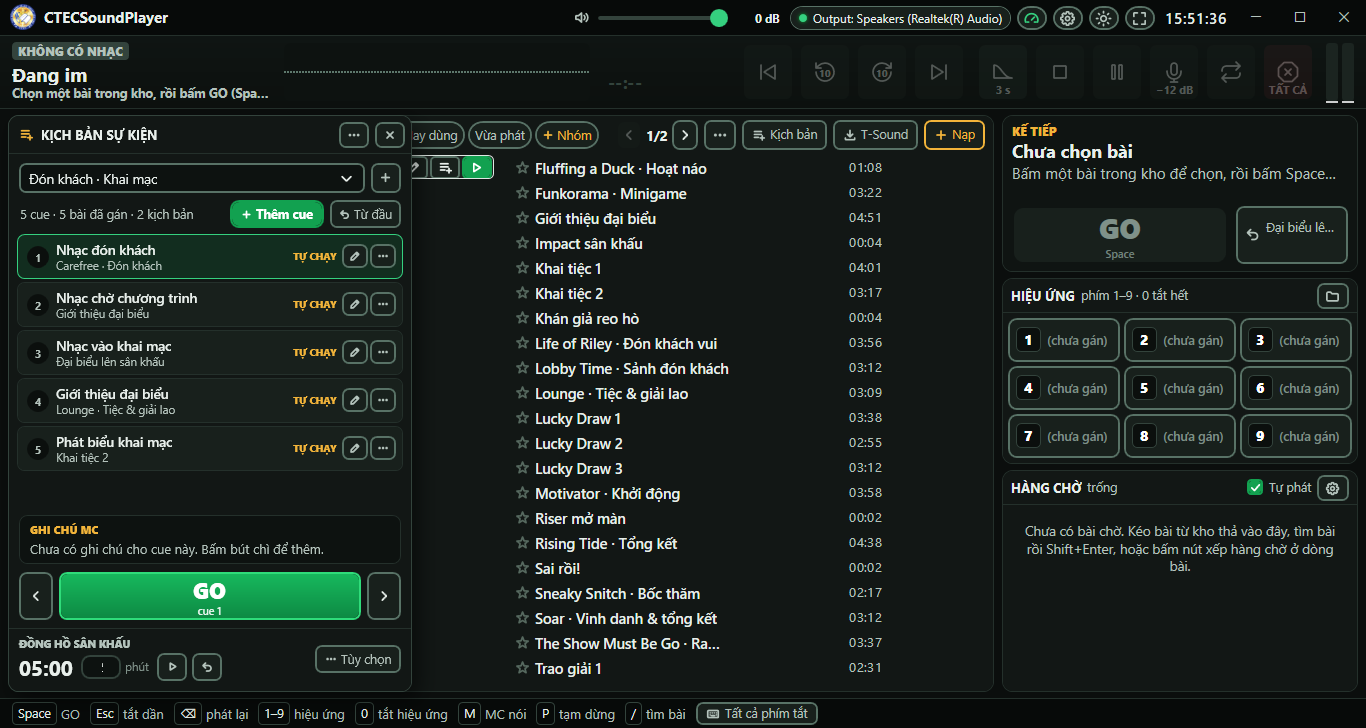 CTECSoundPlayer
0 dB
Output: Speakers (Realtek(R) Audio)
15:51:36
KHÔNG CÓ NHẠC
Đang im
Chọn một bài trong kho, rồi bấm GO (Spa...
--:--
10
10
3 s
−12 dB
TẤT CẢ
KỊCH BẢN SỰ KIỆN
Đón khách · Khai mạc
5 cue · 5 bài đã gán · 2 kịch bản
+ Thêm cue
Từ đầu
1
Nhạc đón khách
Carefree · Đón khách
TỰ CHẠY
2
Nhạc chờ chương trình
Giới thiệu đại biểu
TỰ CHẠY
3
Nhạc vào khai mạc
Đại biểu lên sân khấu
TỰ CHẠY
4
Giới thiệu đại biểu
Lounge · Tiệc & giải lao
TỰ CHẠY
5
Phát biểu khai mạc
Khai tiệc 2
TỰ CHẠY
GHI CHÚ MC
Chưa có ghi chú cho cue này. Bấm bút chì để thêm.
GO
cue 1
ĐỒNG HỒ SÂN KHẤU
05:00
phút
Tùy chọn
ay dùng
Vừa phát
+ Nhóm
1/2
Kịch bản
T-Sound
+ Nạp
Fluffing a Duck · Hoạt náo 01:08
Funkorama · Minigame 03:22
Giới thiệu đại biểu 04:51
Impact sân khấu 00:04
Khai tiệc 1 04:01
Khai tiệc 2 03:17
Khán giả reo hò 00:04
Life of Riley · Đón khách vui 03:56
Lobby Time · Sảnh đón khách 03:12
Lounge · Tiệc & giải lao 03:09
Lucky Draw 1 03:38
Lucky Draw 2 02:55
Lucky Draw 3 03:12
Motivator · Khởi động 03:58
Riser mở màn 00:02
Rising Tide · Tổng kết 04:38
Sai rồi! 00:02
Sneaky Snitch · Bốc thăm 02:17
Soar · Vinh danh & tổng kết 03:12
The Show Must Be Go · Ra... 03:37
Trao giải 1 02:31
KẾ TIẾP
Chưa chọn bài
Bấm một bài trong kho để chọn, rồi bấm Space...
GO
Space
Đại biểu lê...
HIỆU ỨNG phím 1–9 · 0 tắt hết
1 (chưa gán)
2 (chưa gán)
3 (chưa gán)
4 (chưa gán)
5 (chưa gán)
6 (chưa gán)
7 (chưa gán)
8 (chưa gán)
9 (chưa gán)
HÀNG CHỜ trống
Tự phát
Chưa có bài chờ. Kéo bài từ kho thả vào đây, tìm bài
rồi Shift+Enter, hoặc bấm nút xếp hàng chờ ở dòng
bài.
Space GO Esc tắt dần phát lại 1–9 hiệu ứng 0 tắt hiệu ứng M MC nói P tạm dừng / tìm bài Tất cả phím tắt